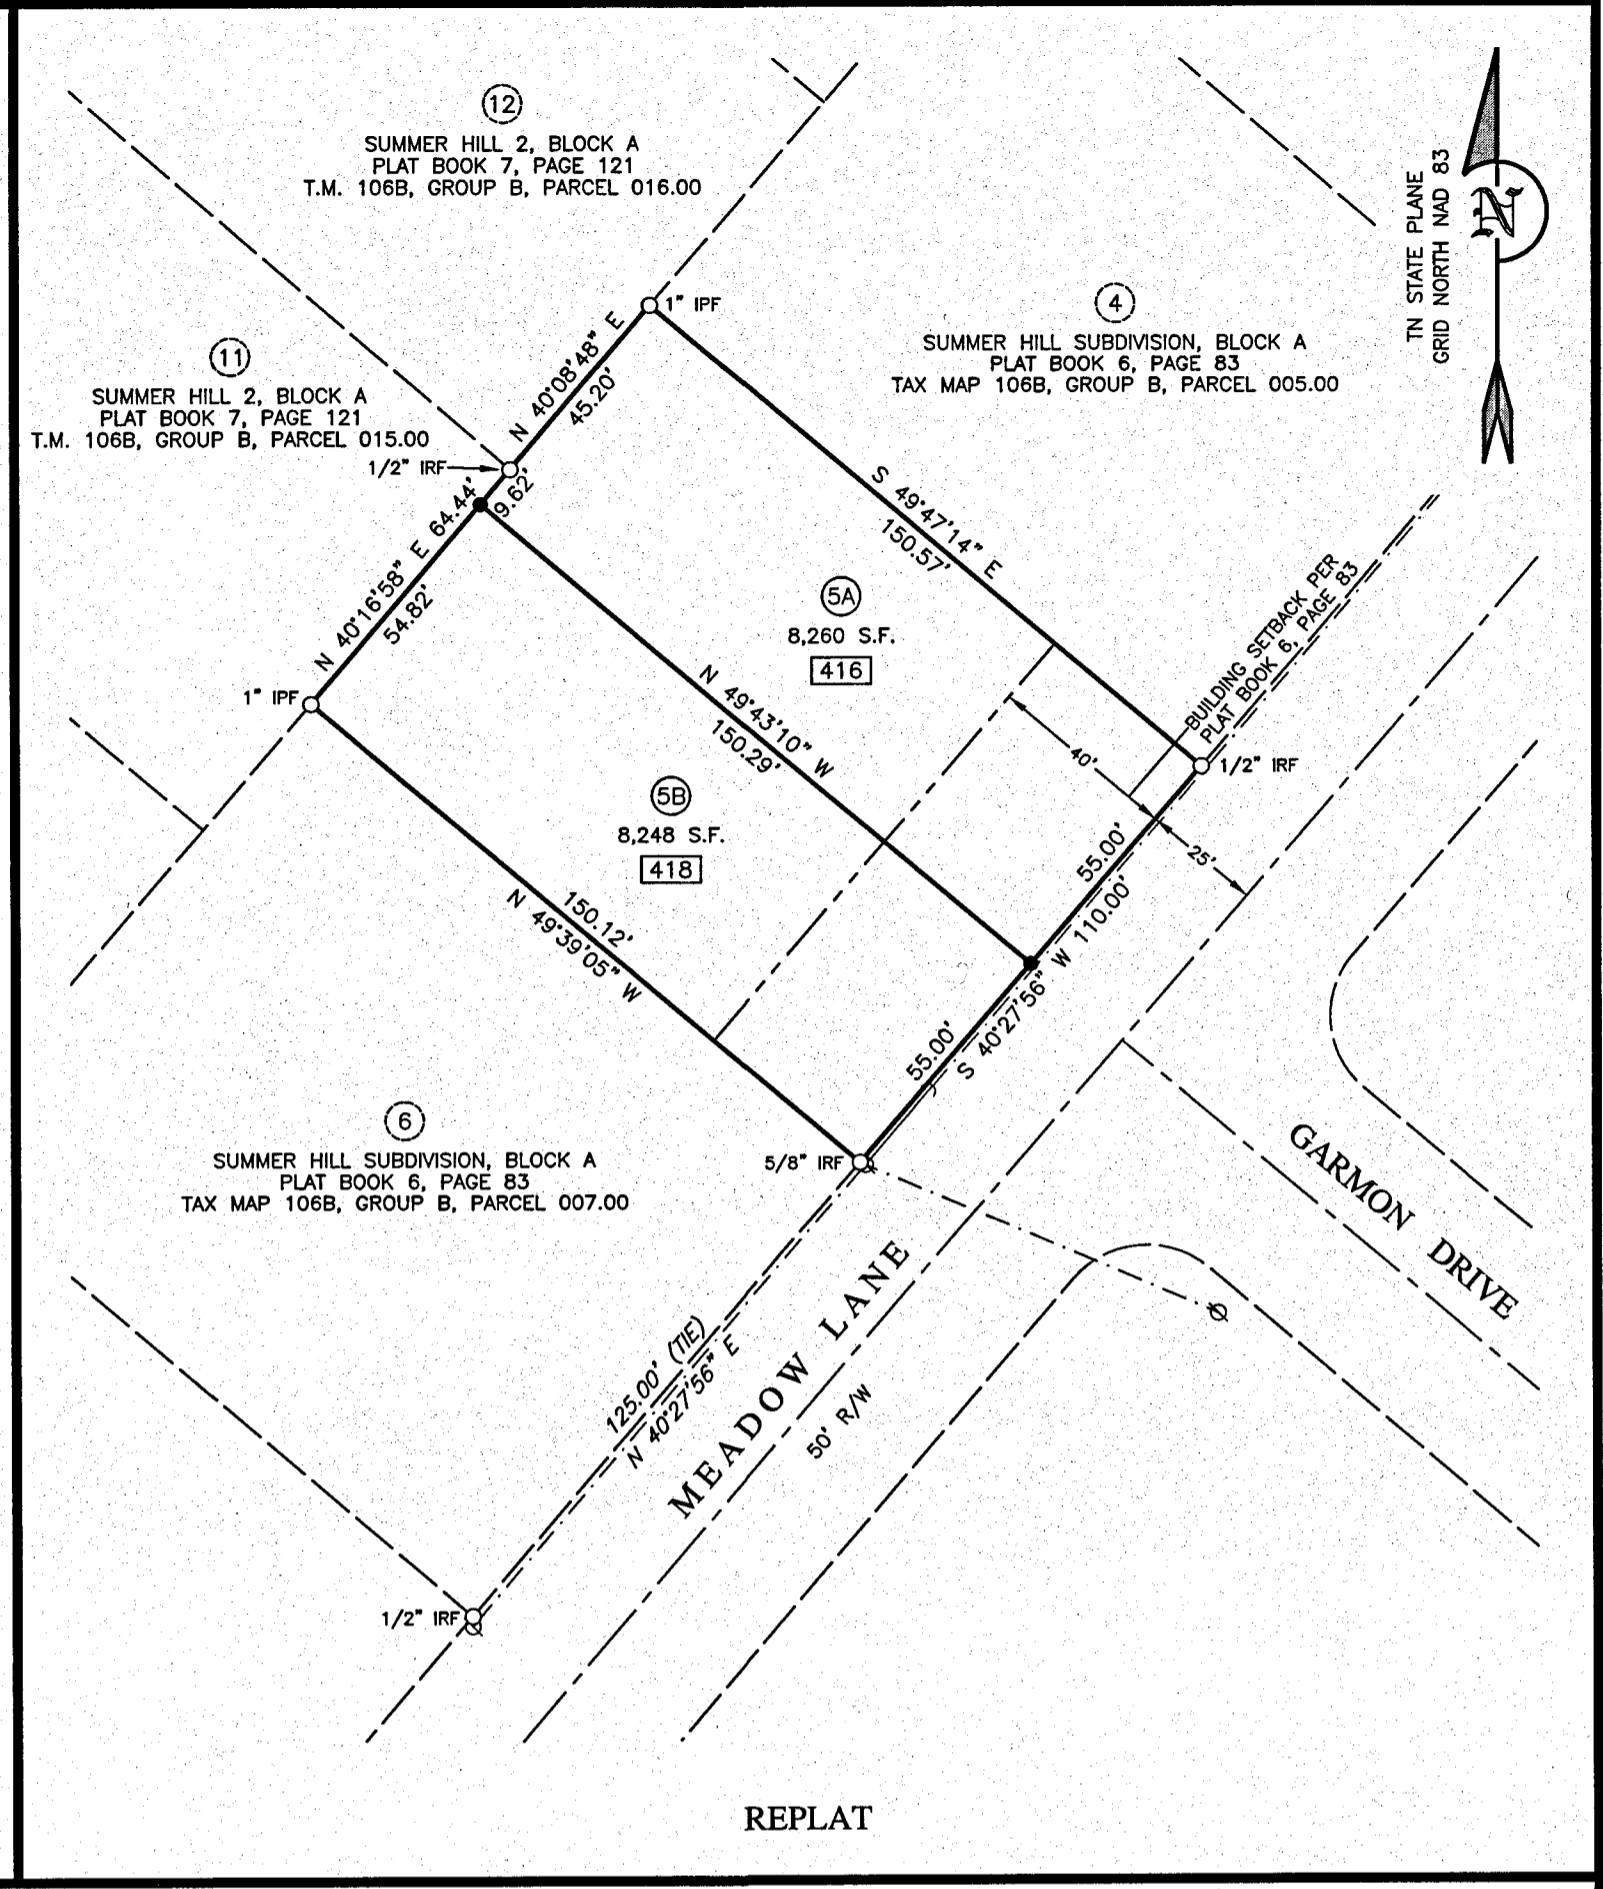 12
SUMMER HILL 2, BLOCK A
PLAT BOOK 7, PAGE 121
T.M. 106B, GROUP B, PARCEL 016.00
TN STATE PLANE
GRID NORTH NAD 83
N
4
SUMMER HILL SUBDIVISION, BLOCK A
PLAT BOOK 6, PAGE 83
TAX MAP 106B, GROUP B, PARCEL 005.00
1" IPF
11
SUMMER HILL 2, BLOCK A
PLAT BOOK 7, PAGE 121
T.M. 106B, GROUP B, PARCEL 015.00
N 40°08'48" E
45.20'
1/2" IRF
9.62'
N 40°16'58" E 64.44'
54.82'
S 49°47'14" E
150.57'
5A
8,260 S.F.
416
BUILDING SETBACK PER
PLAT BOOK 6, PAGE 83
1" IPF
N 49°43'10" W
150.29'
40'
1/2" IRF
5B
8,248 S.F.
418
55.00'
25'
150.12'
N 49°39'05" W
S 40°27'56" W 110.00'
55.00'
6
SUMMER HILL SUBDIVISION, BLOCK A
PLAT BOOK 6, PAGE 83
TAX MAP 106B, GROUP B, PARCEL 007.00
5/8" IRF
GARMON DRIVE
125.00' (TIE)
N 40°27'56" E
MEADOW LANE
50' R/W
1/2" IRF
REPLAT